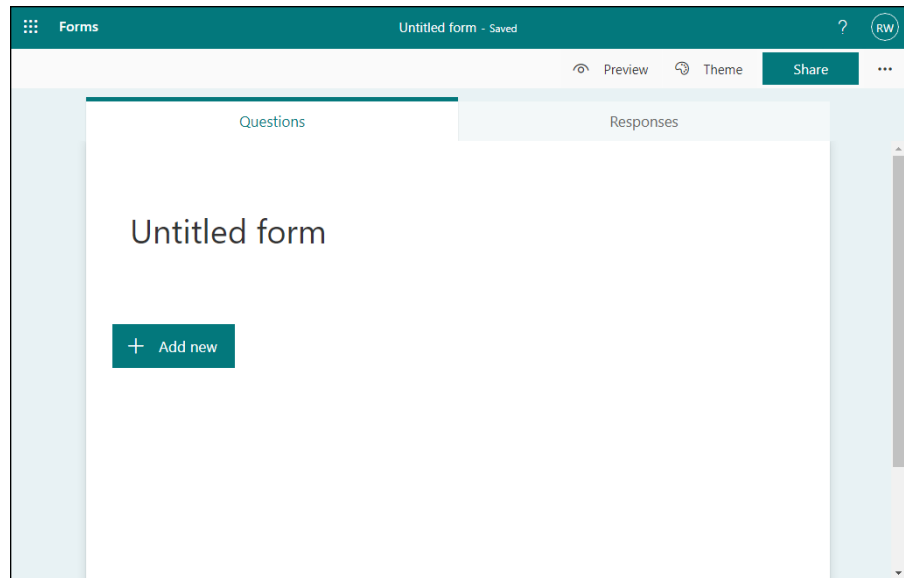 Forms
Untitled form - Saved
?
RW
Preview
Theme
Share
...
Questions
Responses
Untitled form
+ Add new